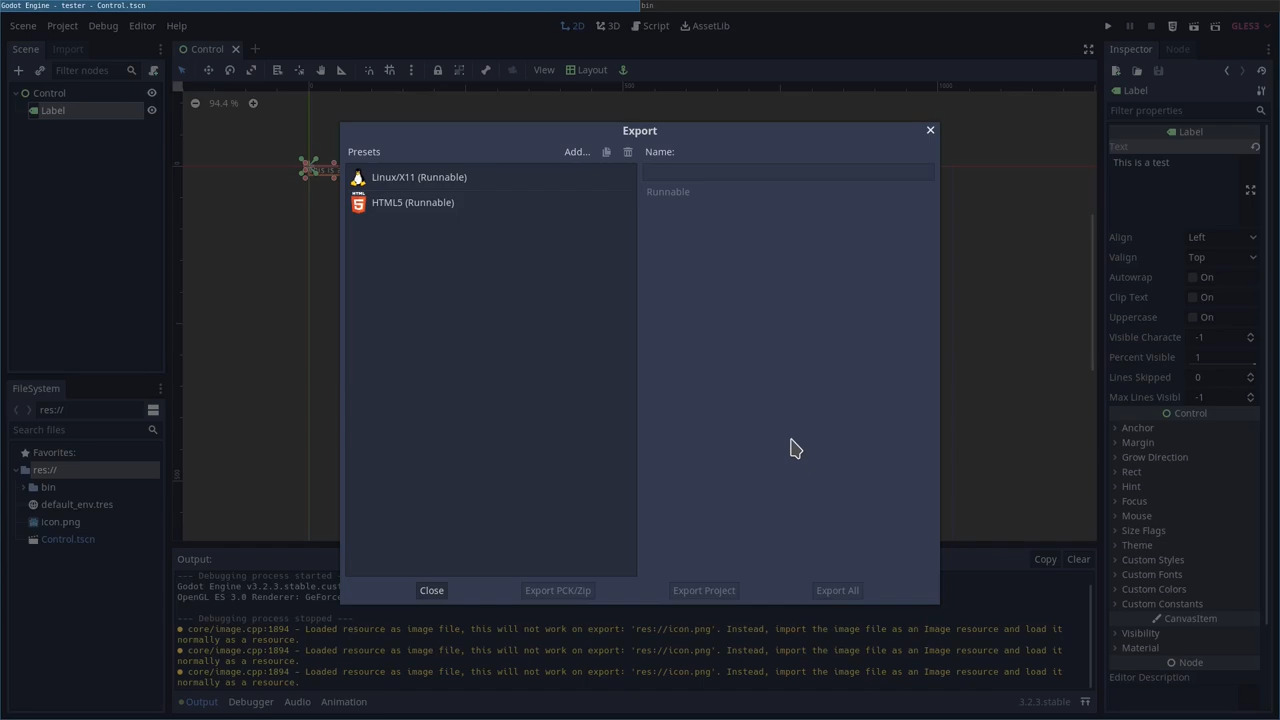 Godot Engine - tester - Control.tscn
bin
Scene Project Debug Editor Help
2D 3D Script AssetLib
GLES3
Scene Import
Filter nodes
Control
Label
Control
View Layout
94.4 %
0 500 1000
0
Export
Presets Add... Name:
Linux/X11 (Runnable)
HTML
HTML5 (Runnable)
Runnable
Close Export PCK/Zip Export Project Export All
Inspector Node
Label
Filter properties
Label
Text
This is a test
Align Left
Valign Top
Autowrap On
Clip Text On
Uppercase On
Visible Characte -1
Percent Visible 1
Lines Skipped 0
Max Lines Visibl -1
Control
Anchor
Margin
Grow Direction
Rect
Hint
Focus
Mouse
Size Flags
Theme
Custom Styles
Custom Fonts
Custom Colors
Custom Constants
CanvasItem
Visibility
Material
Node
Editor Description
FileSystem
res://
Search files
Favorites:
res://
bin
default_env.tres
icon.png
Control.tscn
Output: Copy Clear
--- Debugging process started
Godot Engine v3.2.3.stable.cust
OpenGL ES 3.0 Renderer: GeForc
--- Debugging process stopped ---
core/image.cpp:1894 - Loaded resource as image file, this will not work on export: 'res://icon.png'. Instead, import the image file as an Image resource and load it
normally as a resource.
core/image.cpp:1894 - Loaded resource as image file, this will not work on export: 'res://icon.png'. Instead, import the image file as an Image resource and load it
normally as a resource.
core/image.cpp:1894 - Loaded resource as image file, this will not work on export: 'res://icon.png'. Instead, import the image file as an Image resource and load it
normally as a resource.
Output Debugger Audio Animation 3.2.3.stable